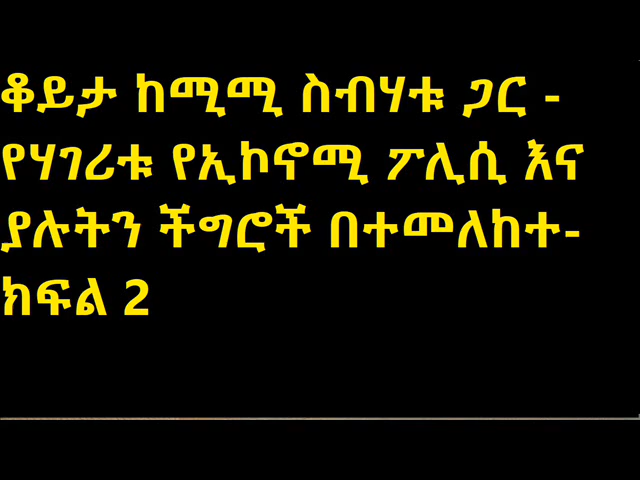 ቆይታ ከሚሚ ስብሃቱ ጋር -
የሃገሪቱ የኢኮኖሚ ፖሊሲ እና
ያሉትን ችግሮች በተመለከተ-
ክፍል 2